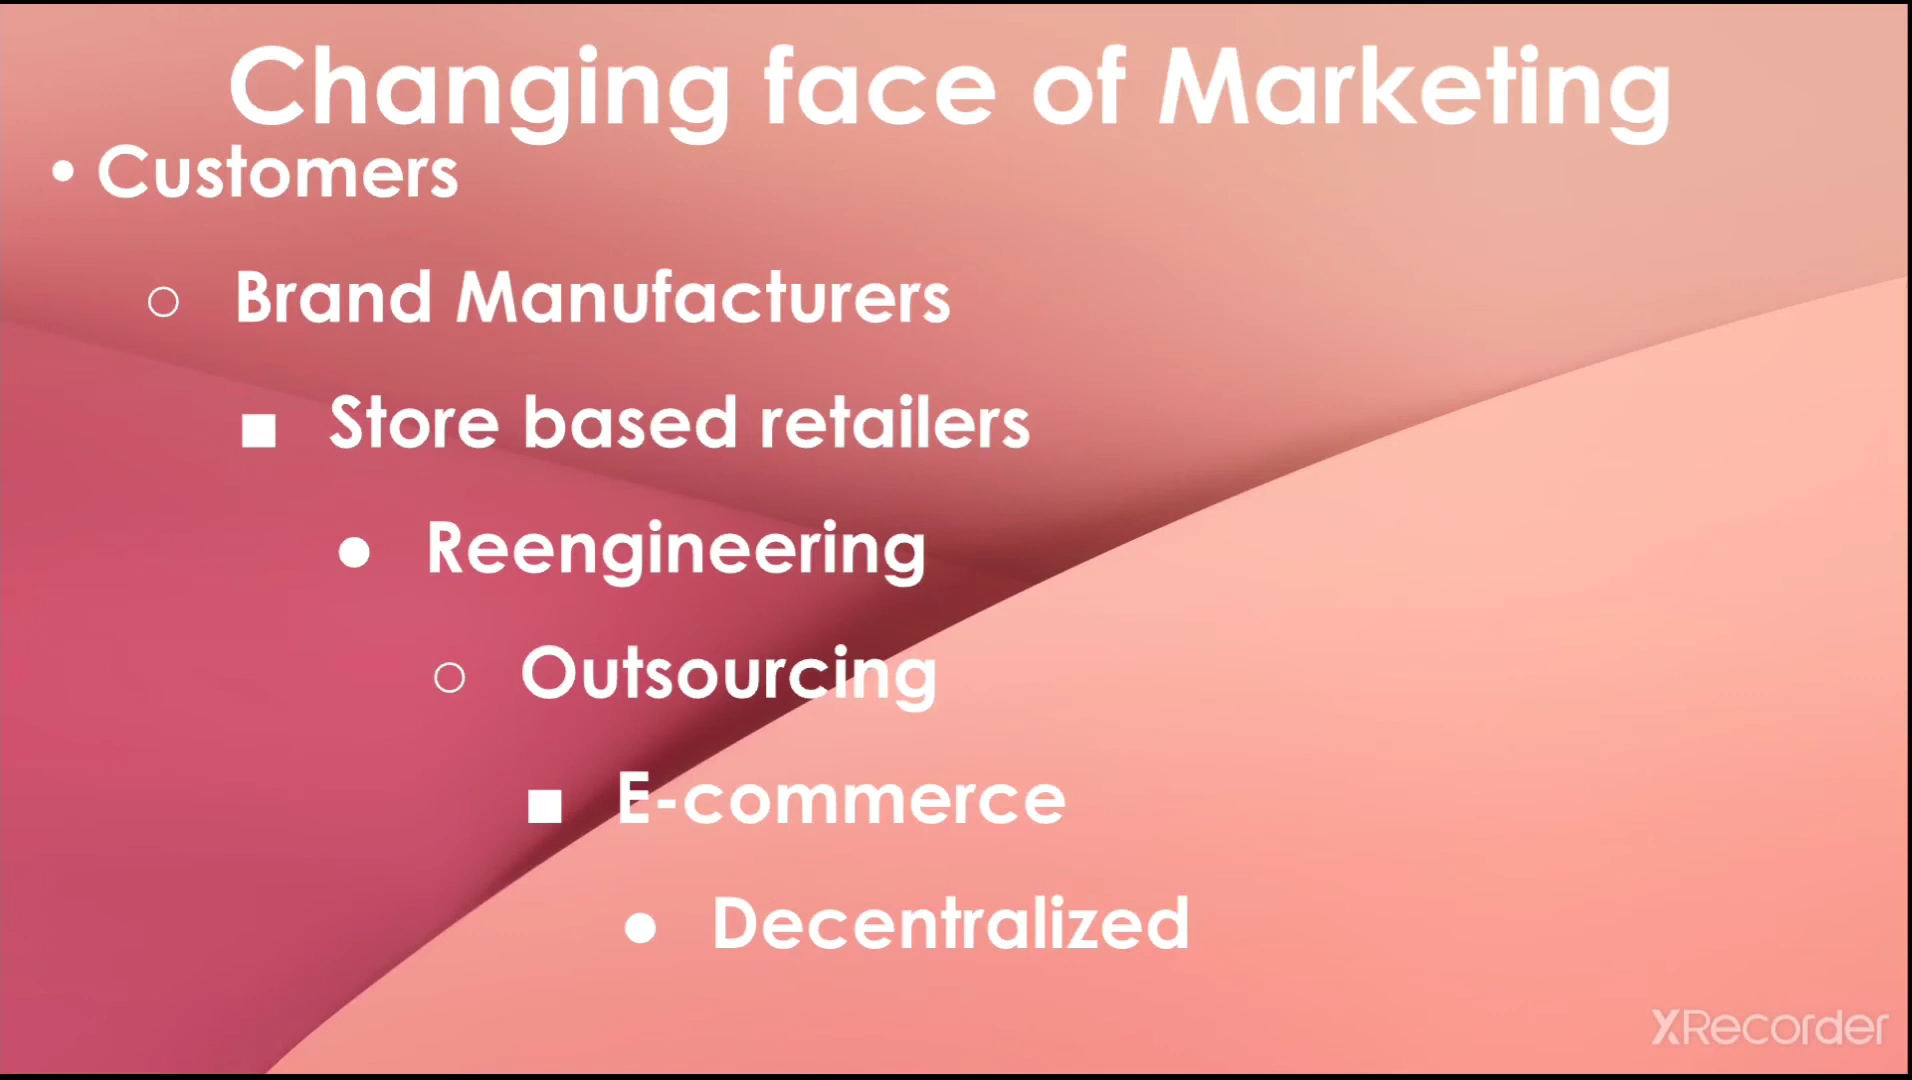 Changing face of Marketing
• Customers
○ Brand Manufacturers
■ Store based retailers
● Reengineering
○ Outsourcing
■ E-commerce
● Decentralized
XRecorder